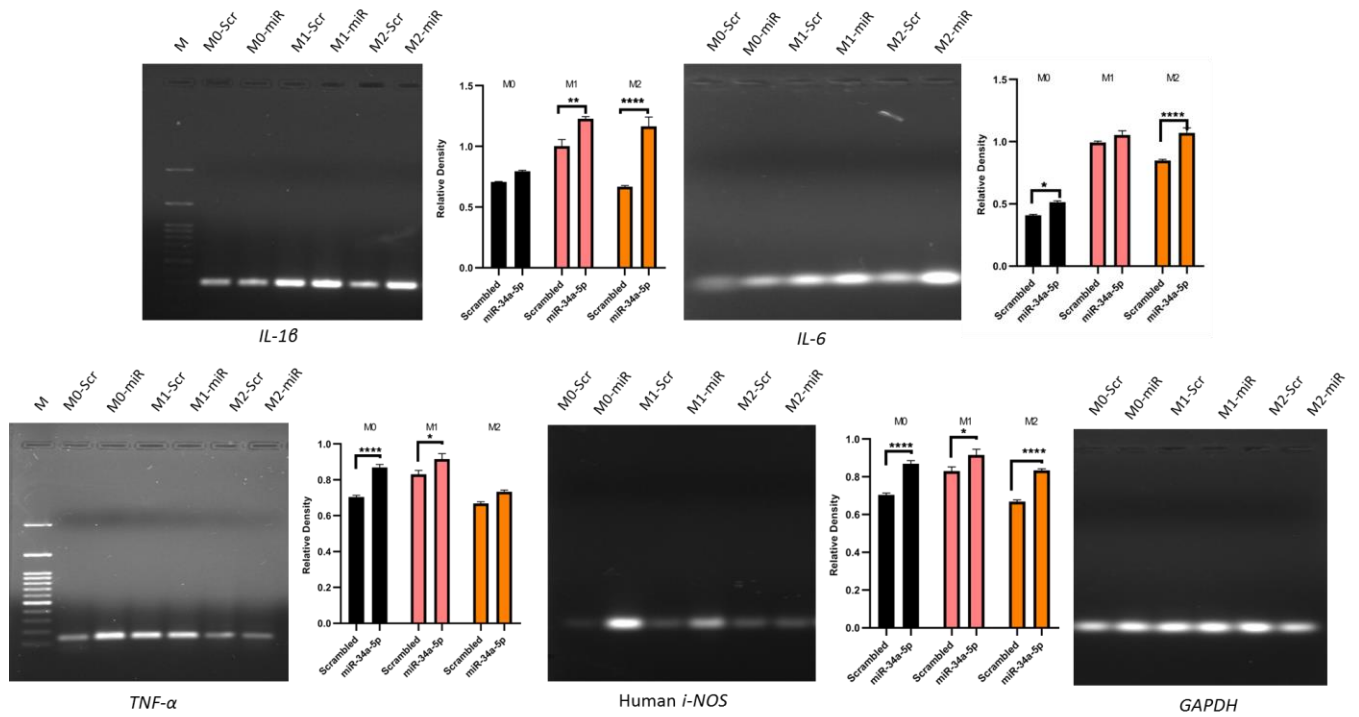 M M0-Scr M0-miR M1-Scr M1-miR M2-Scr M2-miR
Relative Density
1.5
1.0
0.5
0.0
M0 M1 M2
** ****
Scrambled miR-34a-5p Scrambled miR-34a-5p Scrambled miR-34a-5p
IL-1β
M0-Scr M0-miR M1-Scr M1-miR M2-Scr M2-miR
Relative Density
1.5
1.0
0.5
0.0
M0 M1 M2
* ****
Scrambled miR-34a-5p Scrambled miR-34a-5p Scrambled miR-34a-5p
IL-6
M M0-Scr M0-miR M1-Scr M1-miR M2-Scr M2-miR
Relative Density
1.0
0.8
0.6
0.4
0.2
0.0
M0 M1 M2
**** *
Scrambled miR-34a-5p Scrambled miR-34a-5p Scrambled miR-34a-5p
TNF-α
M0-Scr M0-miR M1-Scr M1-miR M2-Scr M2-miR
Relative Density
1.0
0.8
0.6
0.4
0.2
0.0
M0 M1 M2
**** * ****
Scrambled miR-34a-5p Scrambled miR-34a-5p Scrambled miR-34a-5p
Human i-NOS
M0-Scr M0-miR M1-Scr M1-miR M2-Scr M2-miR
GAPDH